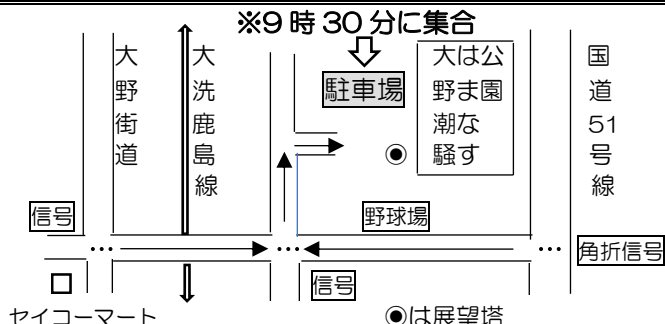 ※9時30分に集合
大野街道
大洗鹿島線
駐車場
大野潮騒
はまなす
公園
国道51号線
信号
野球場
角折信号
信号
セイコーマート
◉は展望塔